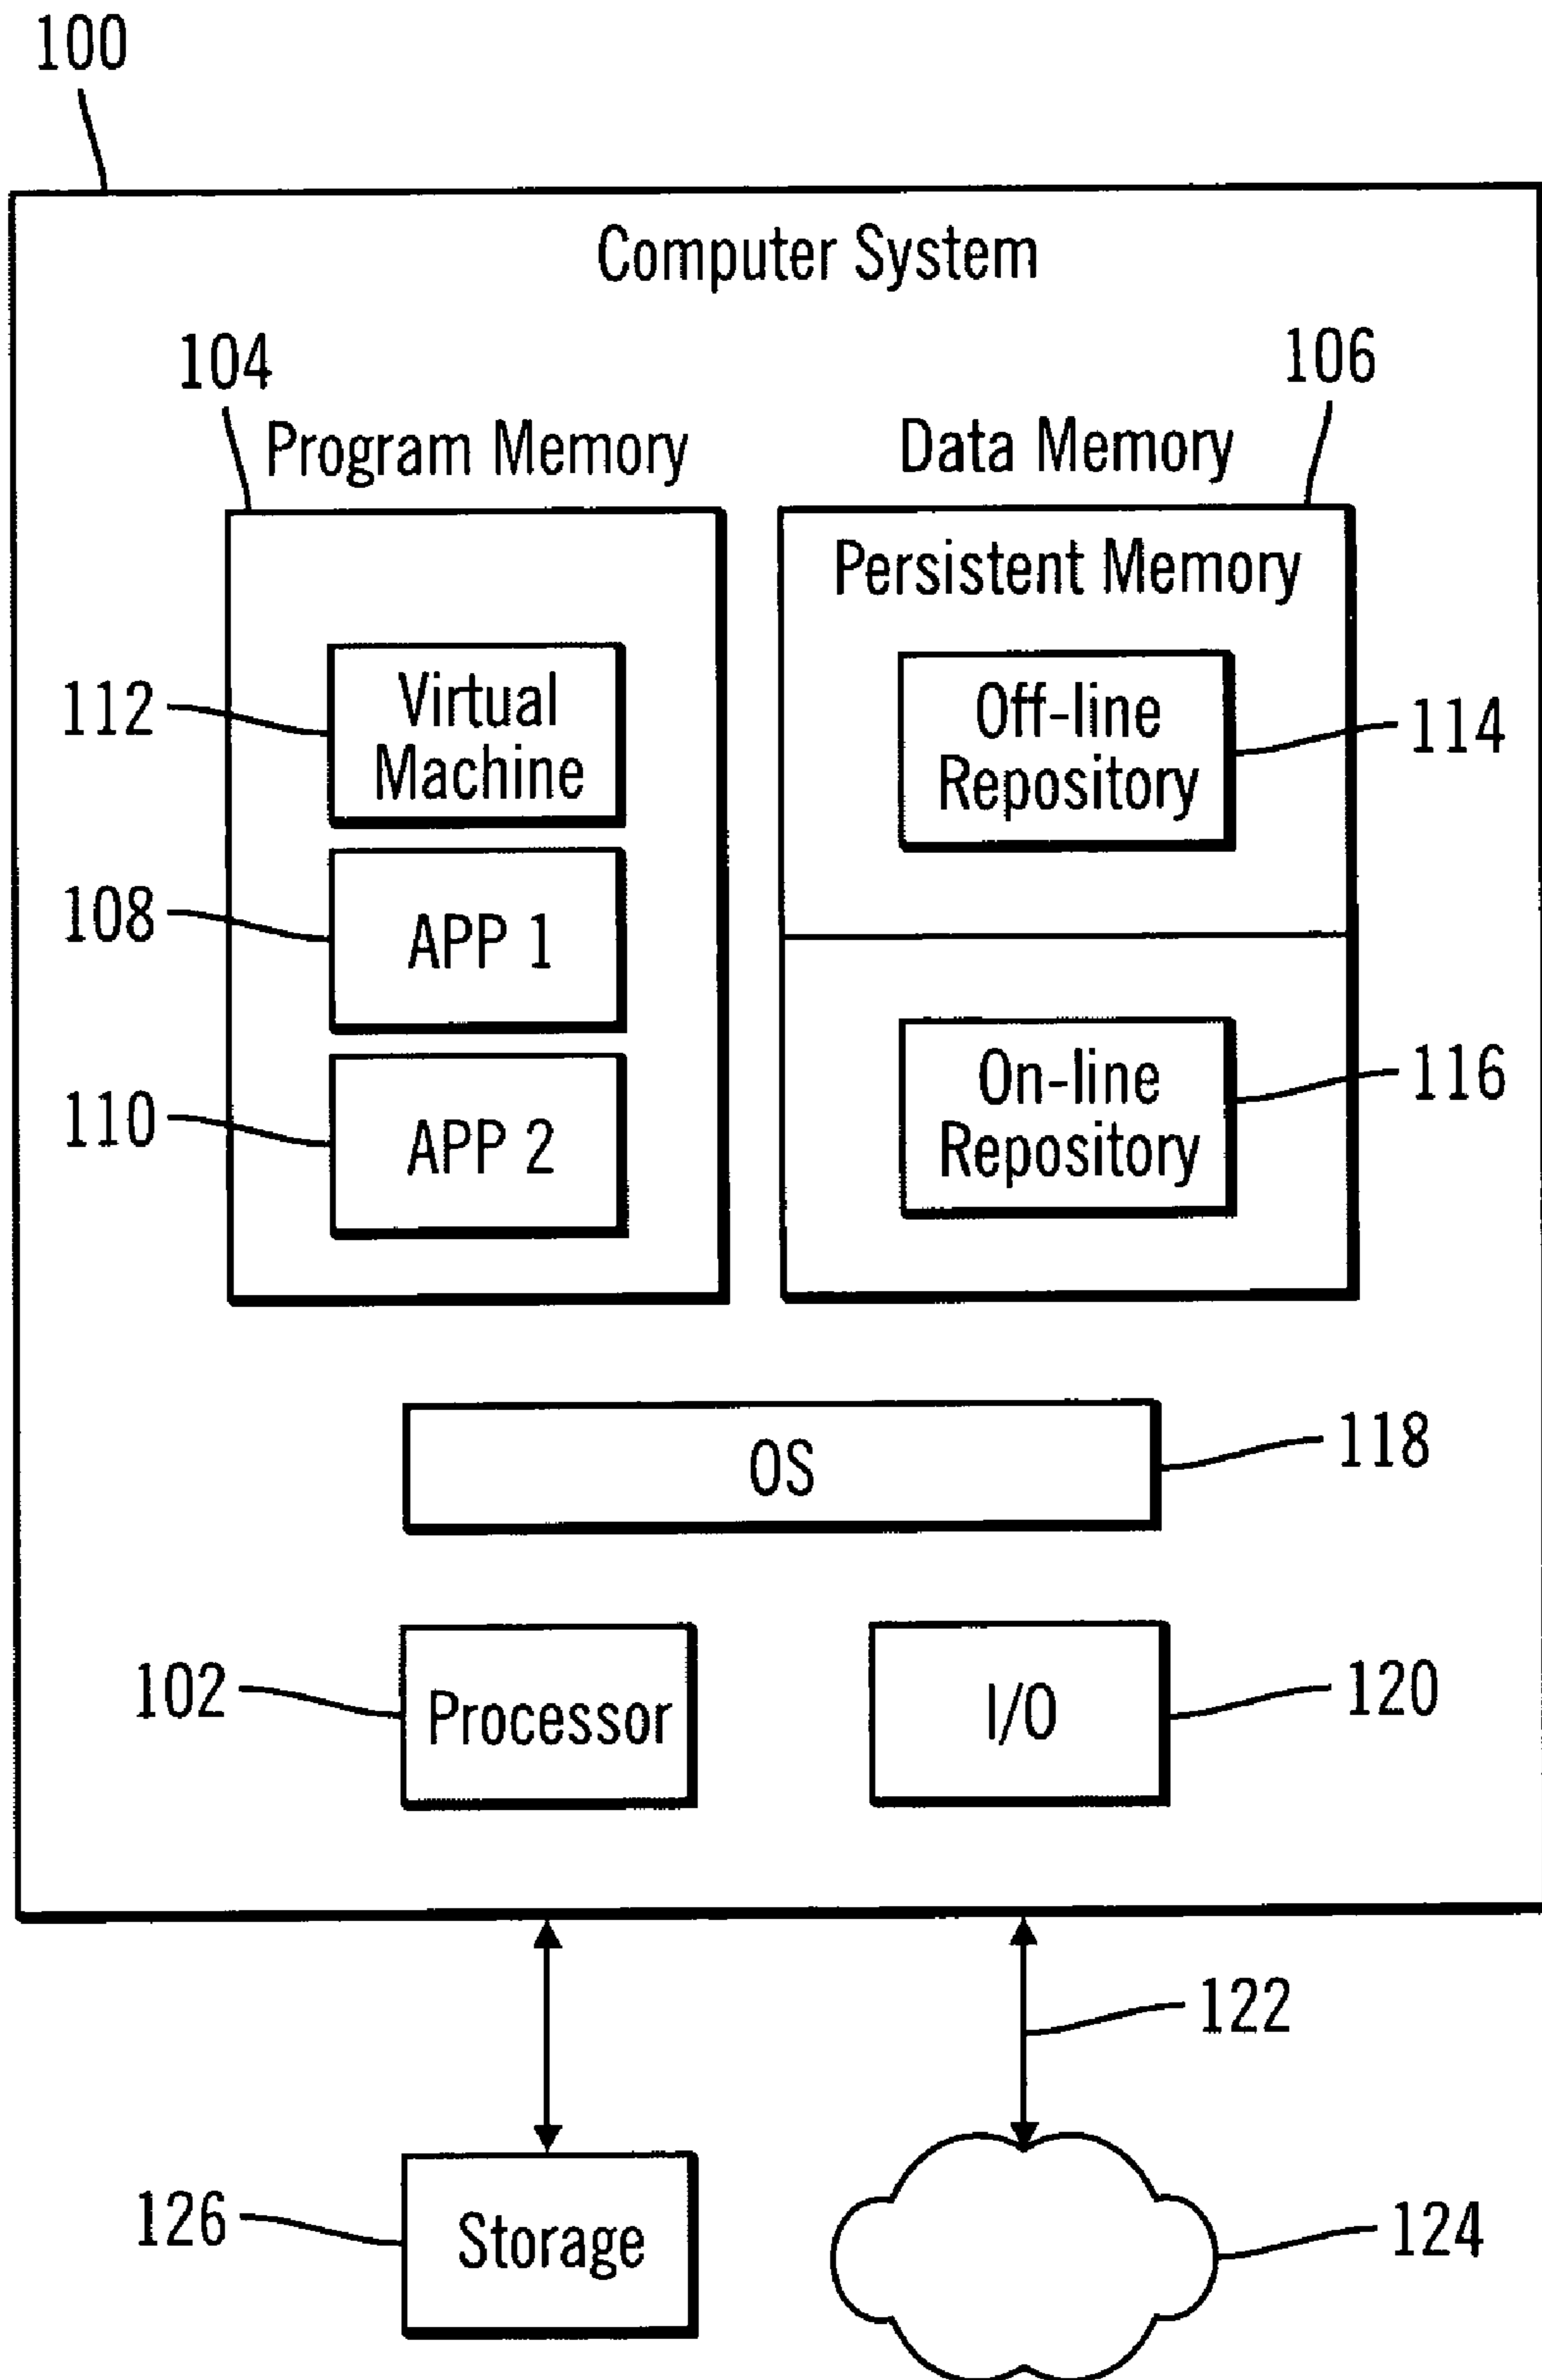 100
Computer System
104
106
Program Memory
Data Memory
Persistent Memory
112
Virtual
Machine
Off-line
Repository
114
108
APP 1
110
APP 2
On-line
Repository
116
OS
118
102
Processor
I/O
120
122
126
Storage
124